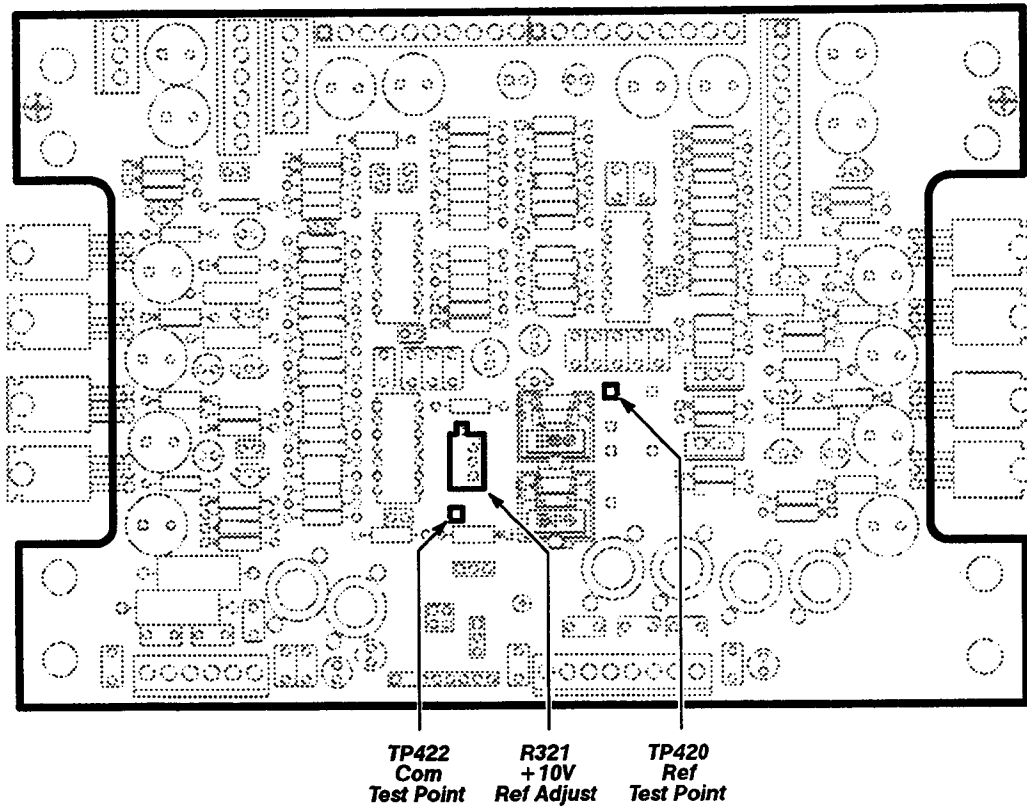 TP422
Com
Test Point
R321
+10V
Ref Adjust
TP420
Ref
Test Point